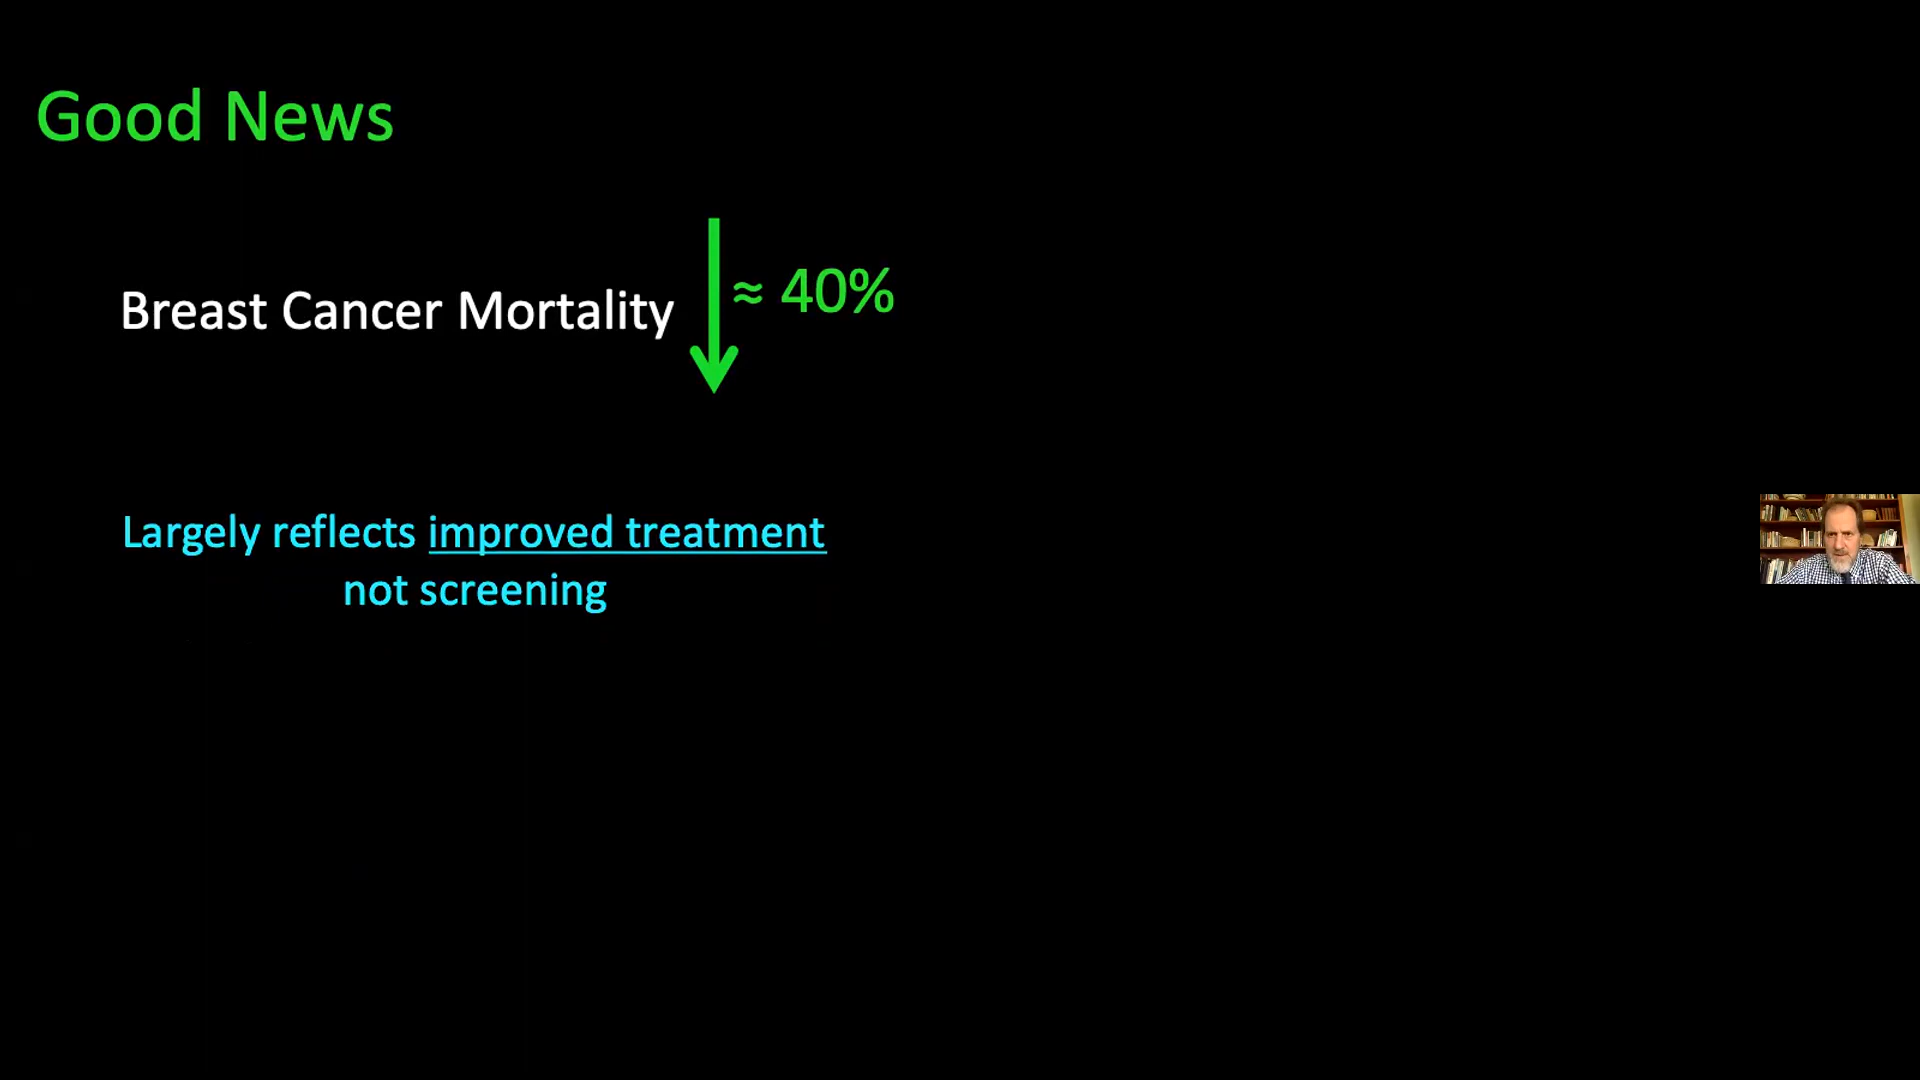 Good News
Breast Cancer Mortality ≈ 40%
Largely reflects improved treatment
not screening